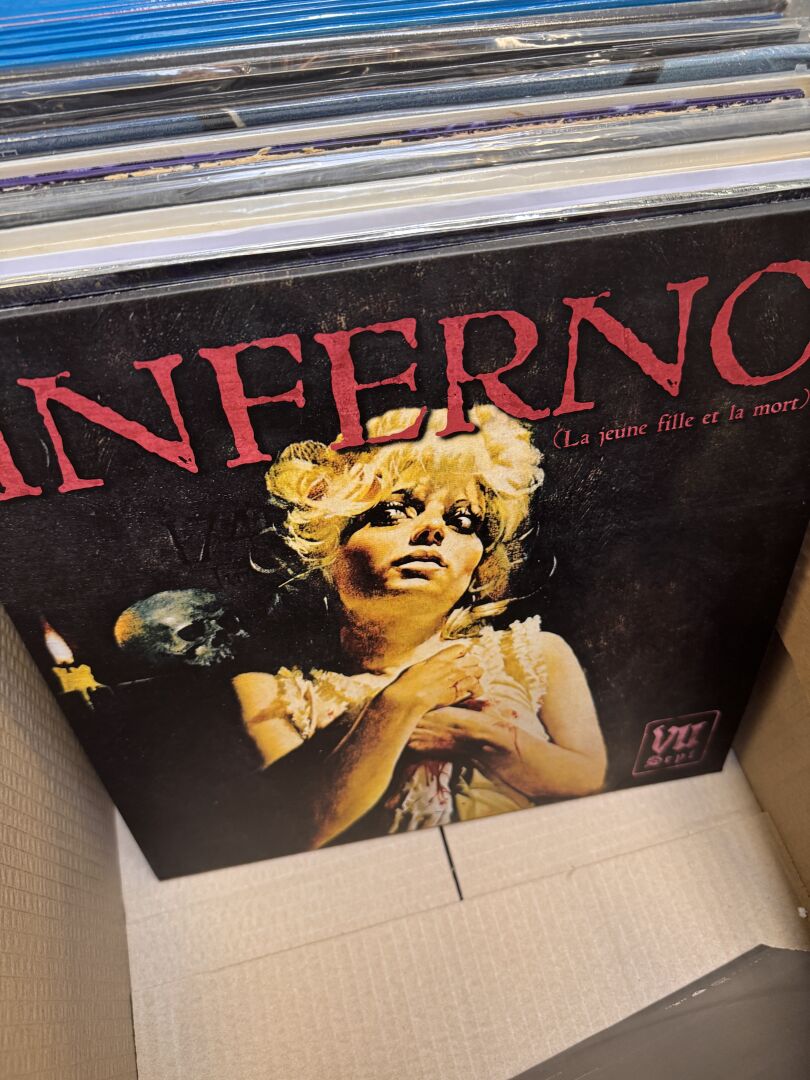 INFERNO
(La jeune fille et la mort)
VII
Sept